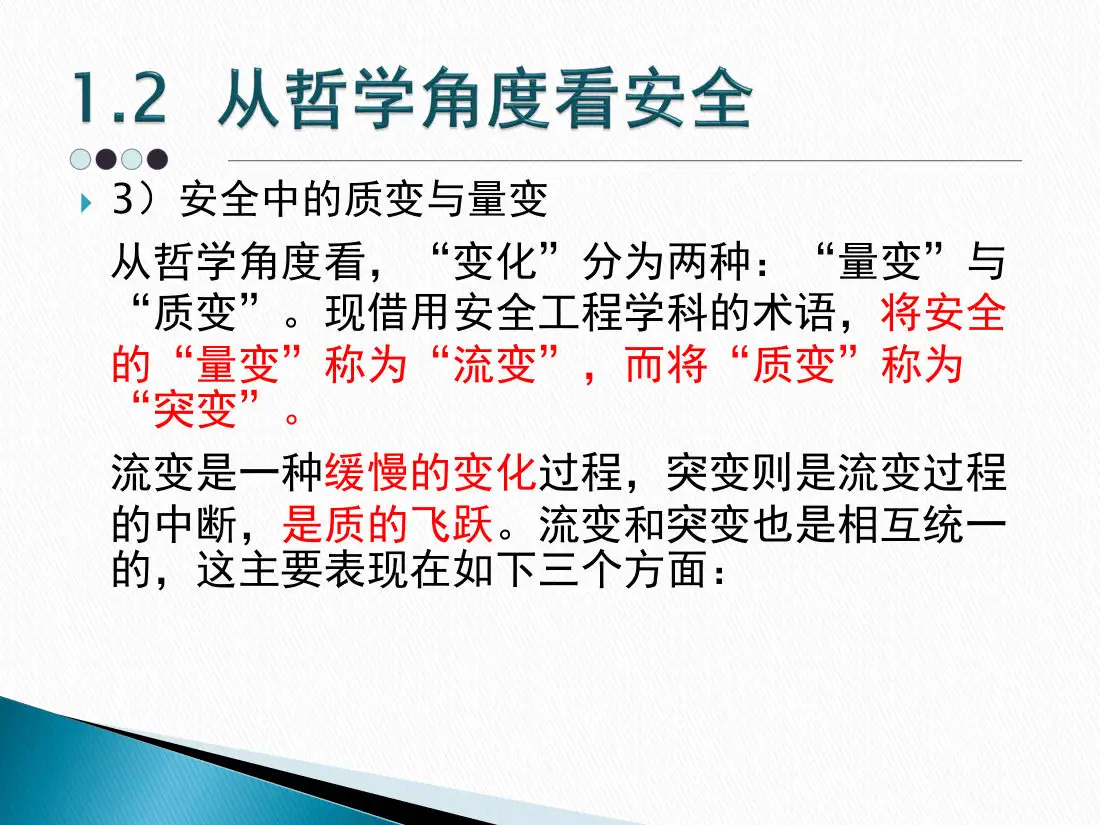 1.2 从哲学角度看安全
3）安全中的质变与量变
从哲学角度看，“变化”分为两种：“量变”与
“质变”。现借用安全工程学科的术语，将安全
的“量变”称为“流变”，而将“质变”称为
“突变”。
流变是一种缓慢的变化过程，突变则是流变过程
的中断，是质的飞跃。流变和突变也是相互统一
的，这主要表现在如下三个方面：